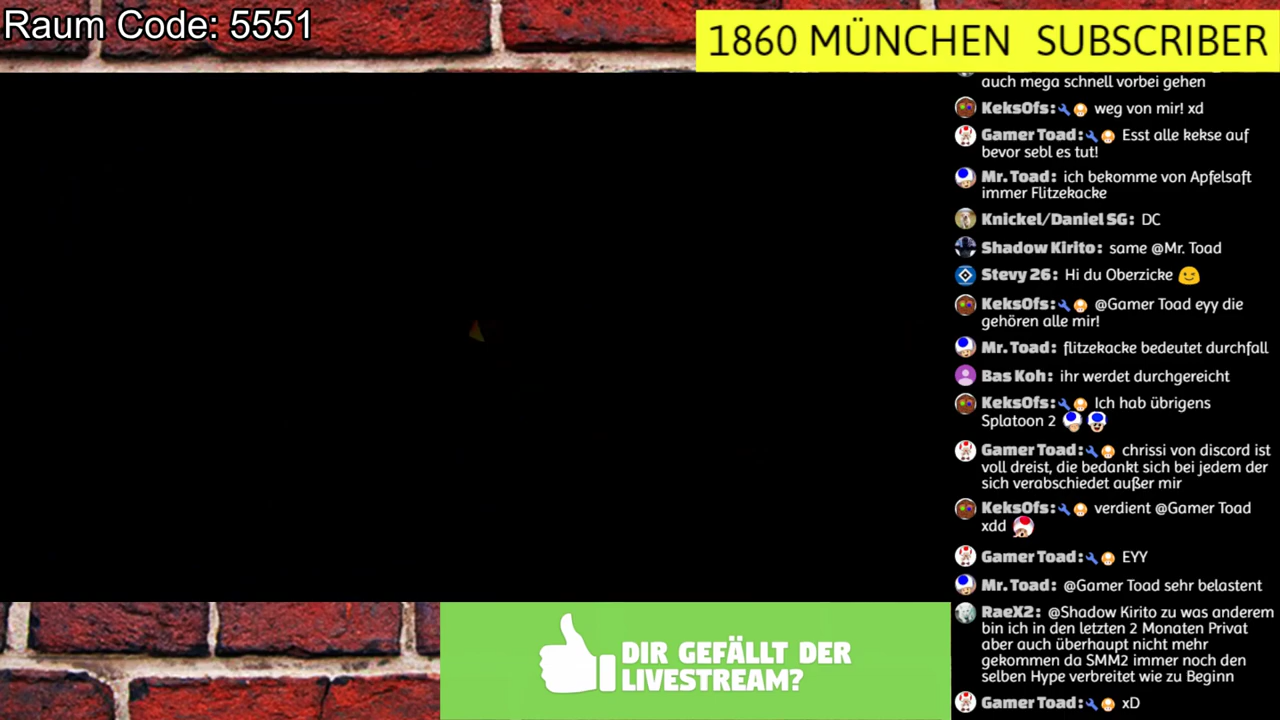 Raum Code: 5551
1860 MÜNCHEN SUBSCRIBER
auch mega schnell vorbei gehen
KeksOfs: weg von mir! xd
Gamer Toad: Esst alle kekse auf
bevor sebl es tut!
Mr. Toad: ich bekomme von Apfelsaft
immer Flitzekacke
Knickel/Daniel SG: DC
Shadow Kirito: same @Mr. Toad
Stevy 26: Hi du Oberzicke
KeksOfs: @Gamer Toad eyy die
gehören alle mir!
Mr. Toad: flitzekacke bedeutet durchfall
Bas Koh: ihr werdet durchgereicht
KeksOfs: Ich hab übrigens
Splatoon 2
Gamer Toad: chrissi von discord ist
voll dreist, die bedankt sich bei jedem der
sich verabschiedet außer mir
KeksOfs: verdient @Gamer Toad
xdd
Gamer Toad: EYY
Mr. Toad: @Gamer Toad sehr belastent
RaeX2: @Shadow Kirito zu was anderem
bin ich in den letzten 2 Monaten Privat
aber auch überhaupt nicht mehr
gekommen da SMM2 immer noch den
selben Hype verbreitet wie zu Beginn
Gamer Toad: xD
DIR GEFÄLLT DER
LIVESTREAM?